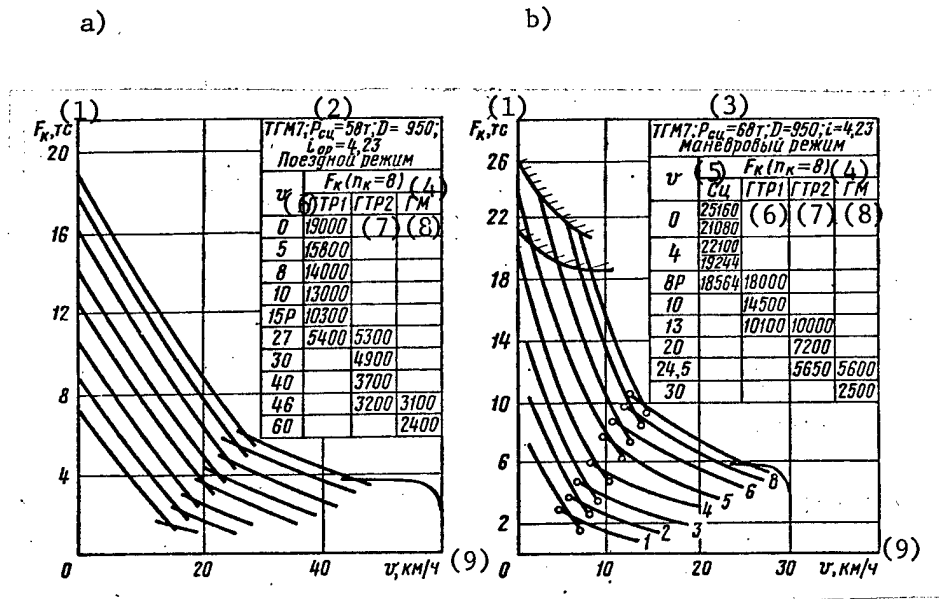 a)
b)
(1)
(2)
F_к, тс
ТГМ7; Р_сц=58т; D= 950;
i_ор=4,23
Поездной режим
v F_к (n_к=8) (4)
(6) ГТР1 ГТР2 ГМ
0 19000 (7) (8)
5 15800
8 14000
10 13000
15Р 10300
27 5400 5300
30 4900
40 3700
46 3200 3100
60 2400
20
16
12
8
4
0 20 40
v, км/ч (9)
(1)
(3)
F_к, тс
ТГМ7: Р_сц=68т; D=950; i=4,23
маневровый режим
v (5) F_к (n_к=8) (4)
Сц ГТР1 ГТР2 ГМ
0 25160 (6) (7) (8)
21080
4 22100
19244
8Р 18564 18000
10 14500
13 10100 10000
20 7200
24,5 5650 5600
30 2500
26
22
18
14
10
6
2
1 2 3 4 5 6 8
0 10 20 30
v, км/ч (9)